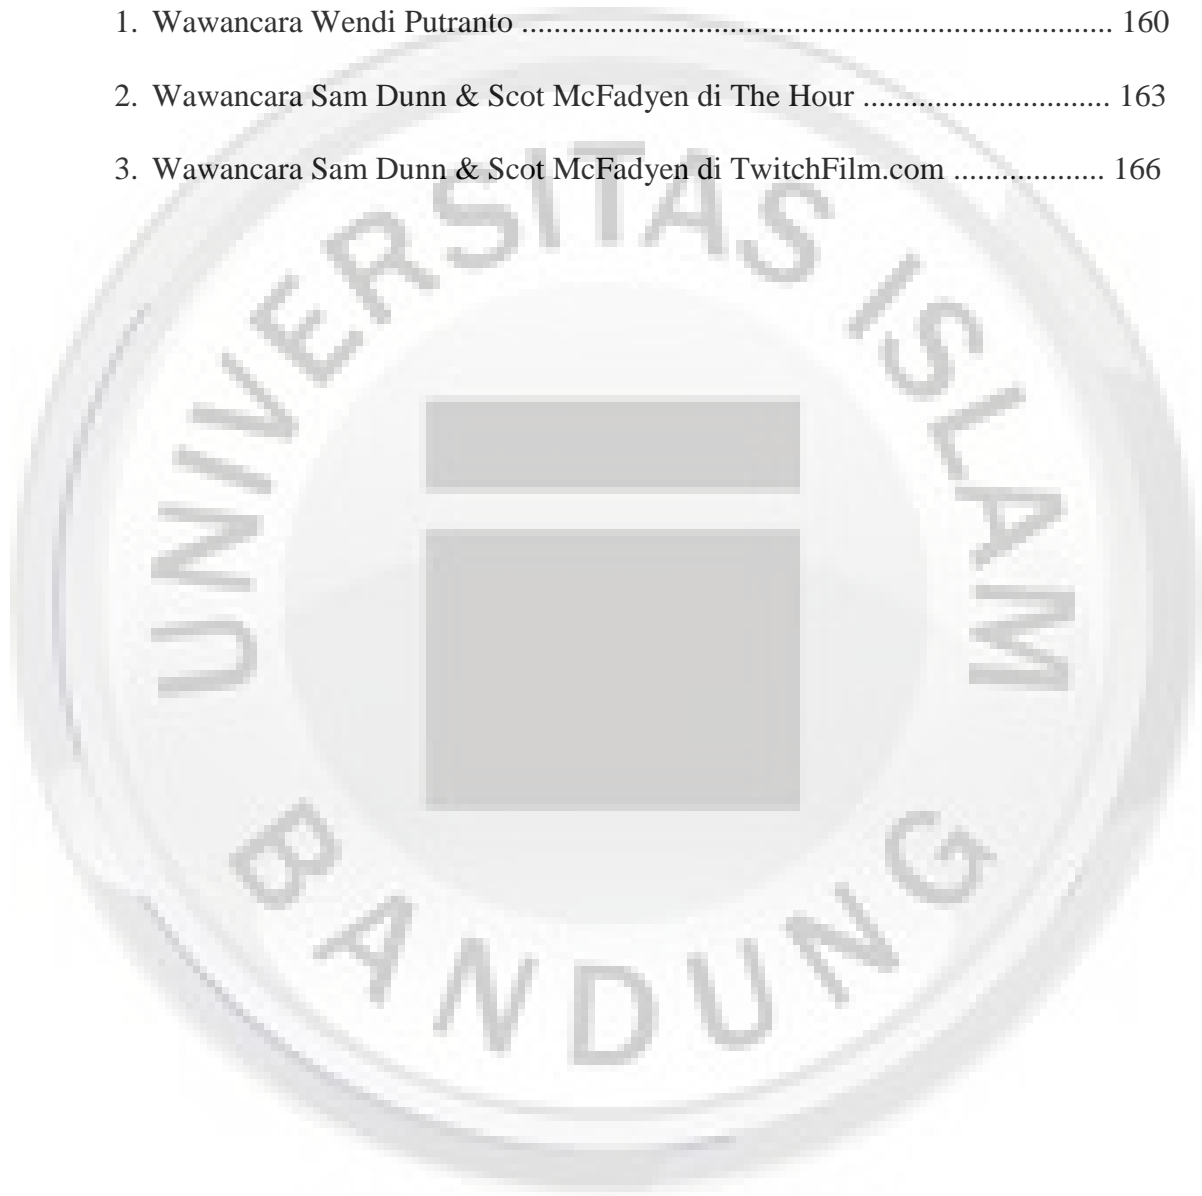 1. Wawancara Wendi Putranto .......................................................................... 160
2. Wawancara Sam Dunn & Scot McFadyen di The Hour ............................... 163
3. Wawancara Sam Dunn & Scot McFadyen di TwitchFilm.com ................... 166
UNIVERSITAS ISLAM
BANDUNG